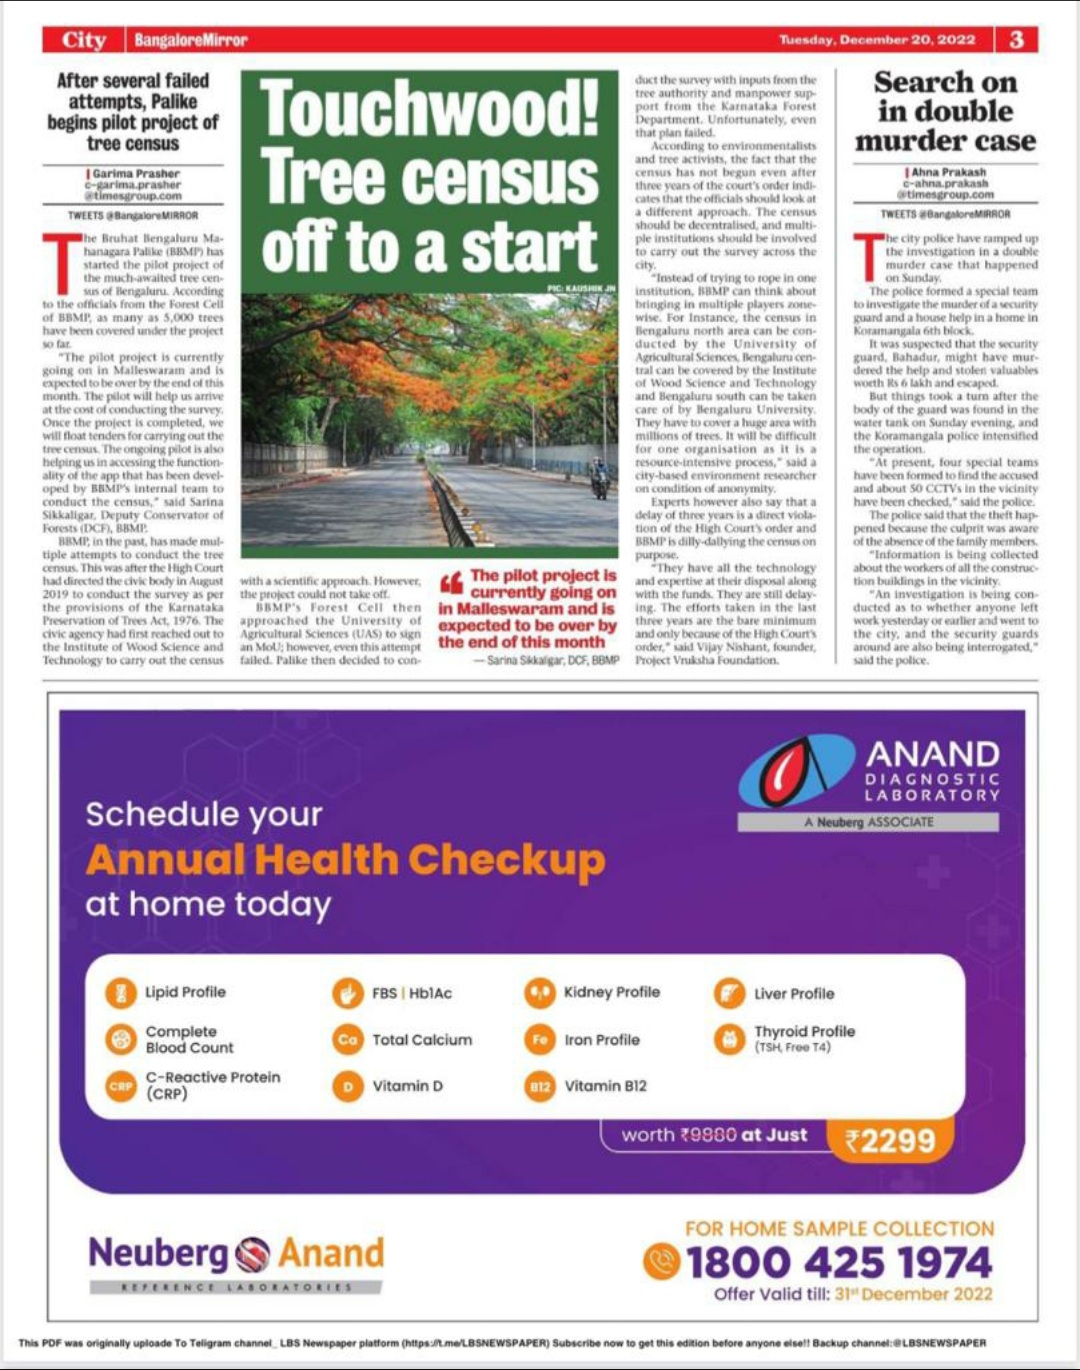 City
BangaloreMirror
Tuesday, December 20, 2022
3
After several failed
attempts, Palike
begins pilot project of
tree census
Garima Prasher
c-garima.prasher
@timesgroup.com
TWEETS @BangaloreMIRROR
The Bruhat Bengaluru Ma-
hanagara Palike (BBMP) has
started the pilot project of
the much-awaited tree cen-
sus of Bengaluru. According
to the officials from the Forest Cell
of BBMP, as many as 5,000 trees
have been covered under the project
so far.
"The pilot project is currently
going on in Malleswaram and is
expected to be over by the end of this
month. The pilot will help us arrive
at the cost of conducting the survey.
Once the project is completed, we
will float tenders for carrying out the
tree census. The ongoing pilot is also
helping us in accessing the function-
ality of the app that has been devel-
oped by BBMP's internal team to
conduct the census," said Sarina
Sikkaligar, Deputy Conservator of
Forests (DCF), BBMP.
BBMP, in the past, has made mul-
tiple attempts to conduct the tree
census. This was after the High Court
had directed the civic body in August
2019 to conduct the survey as per
the provisions of the Karnataka
Preservation of Trees Act, 1976. The
civic agency had first reached out to
the Institute of Wood Science and
Technology to carry out the census
Touchwood!
Tree census
off to a start
PIC: KAUSHIK JN
with a scientific approach. However,
the project could not take off.
BBMP's Forest Cell then
approached the University of
Agricultural Sciences (UAS) to sign
an MoU; however, even this attempt
failed. Palike then decided to con-
“ The pilot project is
currently going on
in Malleswaram and is
expected to be over by
the end of this month
— Sarina Sikkaligar, DCF, BBMP
duct the survey with inputs from the
tree authority and manpower sup-
port from the Karnataka Forest
Department. Unfortunately, even
that plan failed.
According to environmentalists
and tree activists, the fact that the
census has not begun even after
three years of the court's order indi-
cates that the officials should look at
a different approach. The census
should be decentralised, and multi-
ple institutions should be involved
to carry out the survey across the
city.
"Instead of trying to rope in one
institution, BBMP can think about
bringing in multiple players zone-
wise. For Instance, the census in
Bengaluru north area can be con-
ducted by the University of
Agricultural Sciences, Bengaluru cen-
tral can be covered by the Institute
of Wood Science and Technology
and Bengaluru south can be taken
care of by Bengaluru University.
They have to cover a huge area with
millions of trees. It will be difficult
for one organisation as it is a
resource-intensive process," said a
city-based environment researcher
on condition of anonymity.
Experts however also say that a
delay of three years is a direct viola-
tion of the High Court's order and
BBMP is dilly-dallying the census on
purpose.
"They have all the technology
and expertise at their disposal along
with the funds. They are still delay-
ing. The efforts taken in the last
three years are the bare minimum
and only because of the High Court's
order," said Vijay Nishant, founder,
Project Vruksha Foundation.
Search on
in double
murder case
Ahna Prakash
c-ahna.prakash
@timesgroup.com
TWEETS @BangaloreMIRROR
The city police have ramped up
the investigation in a double
murder case that happened
on Sunday.
The police formed a special team
to investigate the murder of a security
guard and a house help in a home in
Koramangala 6th block.
It was suspected that the security
guard, Bahadur, might have mur-
dered the help and stolen valuables
worth Rs 6 lakh and escaped.
But things took a turn after the
body of the guard was found in the
water tank on Sunday evening, and
the Koramangala police intensified
the operation.
"At present, four special teams
have been formed to find the accused
and about 50 CCTVs in the vicinity
have been checked," said the police.
The police said that the theft hap-
pened because the culprit was aware
of the absence of the family members.
"Information is being collected
about the workers of all the construc-
tion buildings in the vicinity.
"An investigation is being con-
ducted as to whether anyone left
work yesterday or earlier and went to
the city, and the security guards
around are also being interrogated,"
said the police.
ANAND
DIAGNOSTIC
LABORATORY
A Neuberg ASSOCIATE
Schedule your
Annual Health Checkup
at home today
Lipid Profile
FBS | Hb1Ac
Kidney Profile
Liver Profile
Complete
Blood Count
Ca Total Calcium
Fe Iron Profile
Thyroid Profile
(TSH, Free T4)
CRP C-Reactive Protein
(CRP)
D Vitamin D
B12 Vitamin B12
worth ₹9880 at Just ₹2299
Neuberg Anand
REFERENCE LABORATORIES
FOR HOME SAMPLE COLLECTION
1800 425 1974
Offer Valid till: 31st December 2022
This PDF was originally uploade To Teligram channel_ LBS Newspaper platform (https://t.me/LBSNEWSPAPER) Subscribe now to get this edition before anyone else!! Backup channel:@LBSNEWSPAPER